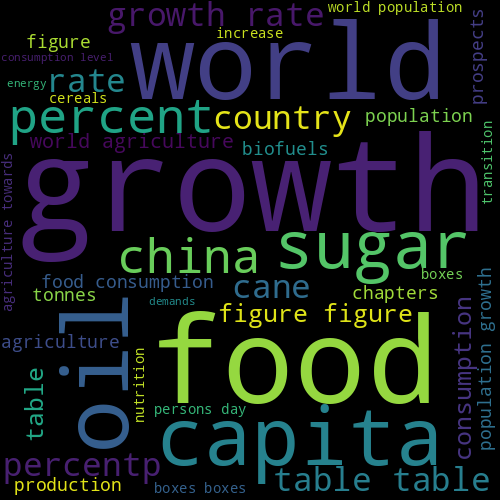 growth rate
world population
prospects
figure
increase
world
consumption level
rate
energy
cereals
percent
country
population
transition
world agriculture
biofuels
growth
agriculture towards
sugar
china
boxes
food consumption
cane
tonnes
chapters
demands
oil
figure figure
population growth
consumption
agriculture
food
nutrition
table
persons day
capita
percentp
table table
production
boxes boxes